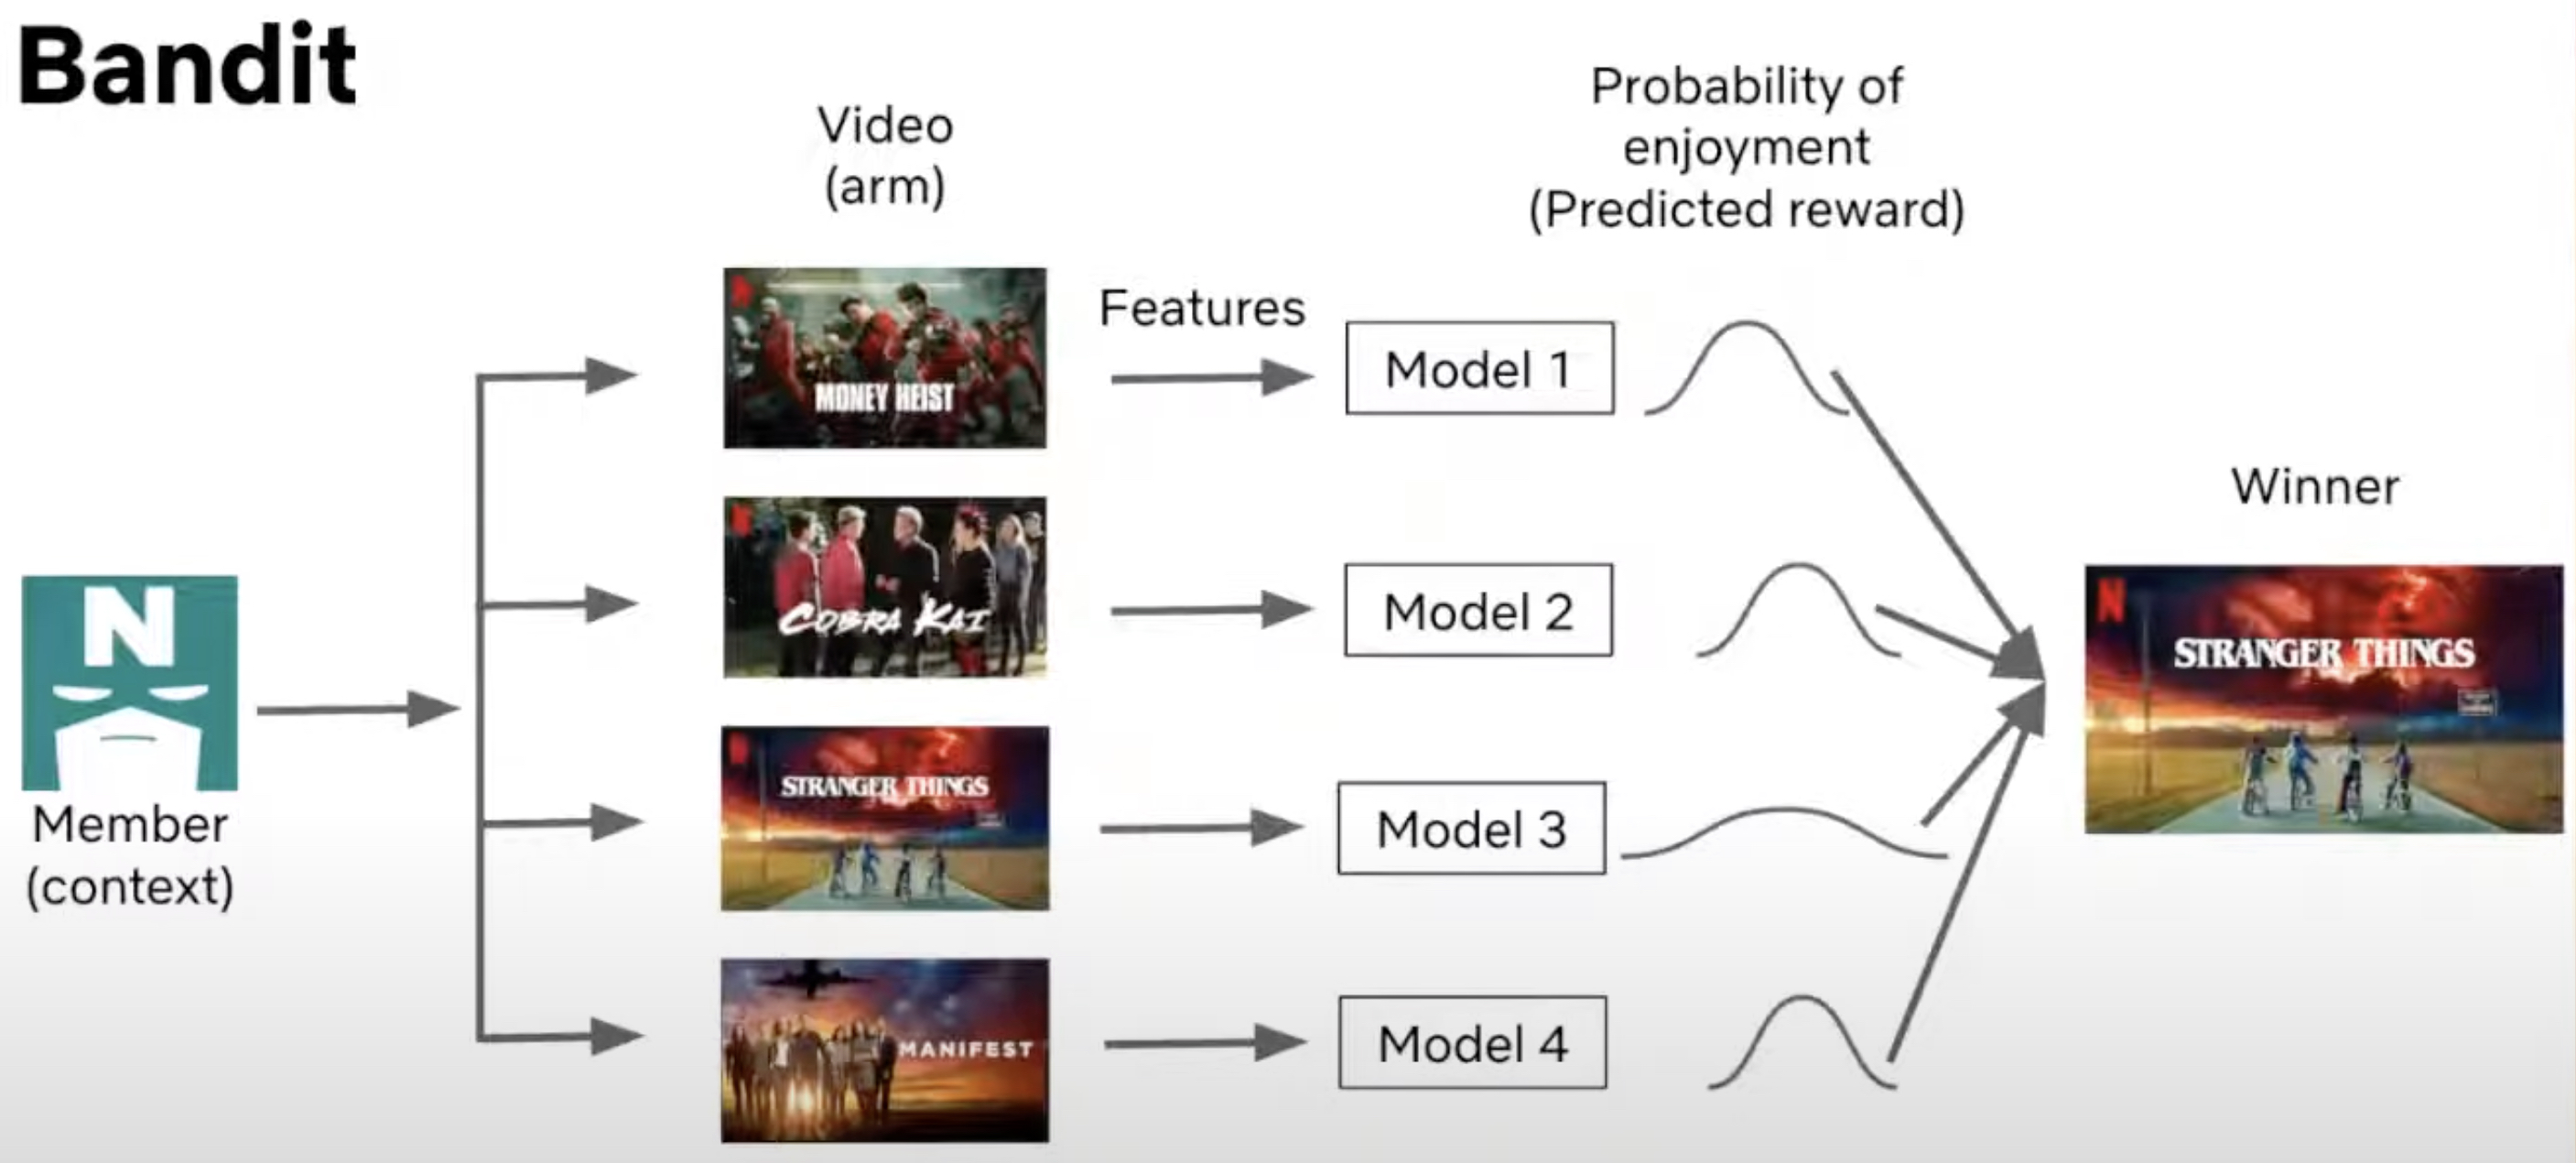 Bandit
Video
(arm)
Probability of
enjoyment
(Predicted reward)
Features
MONEY HEIST
Model 1
COBRA KAI
Model 2
Winner
STRANGER THINGS
N
Member
(context)
STRANGER THINGS
Model 3
MANIFEST
Model 4